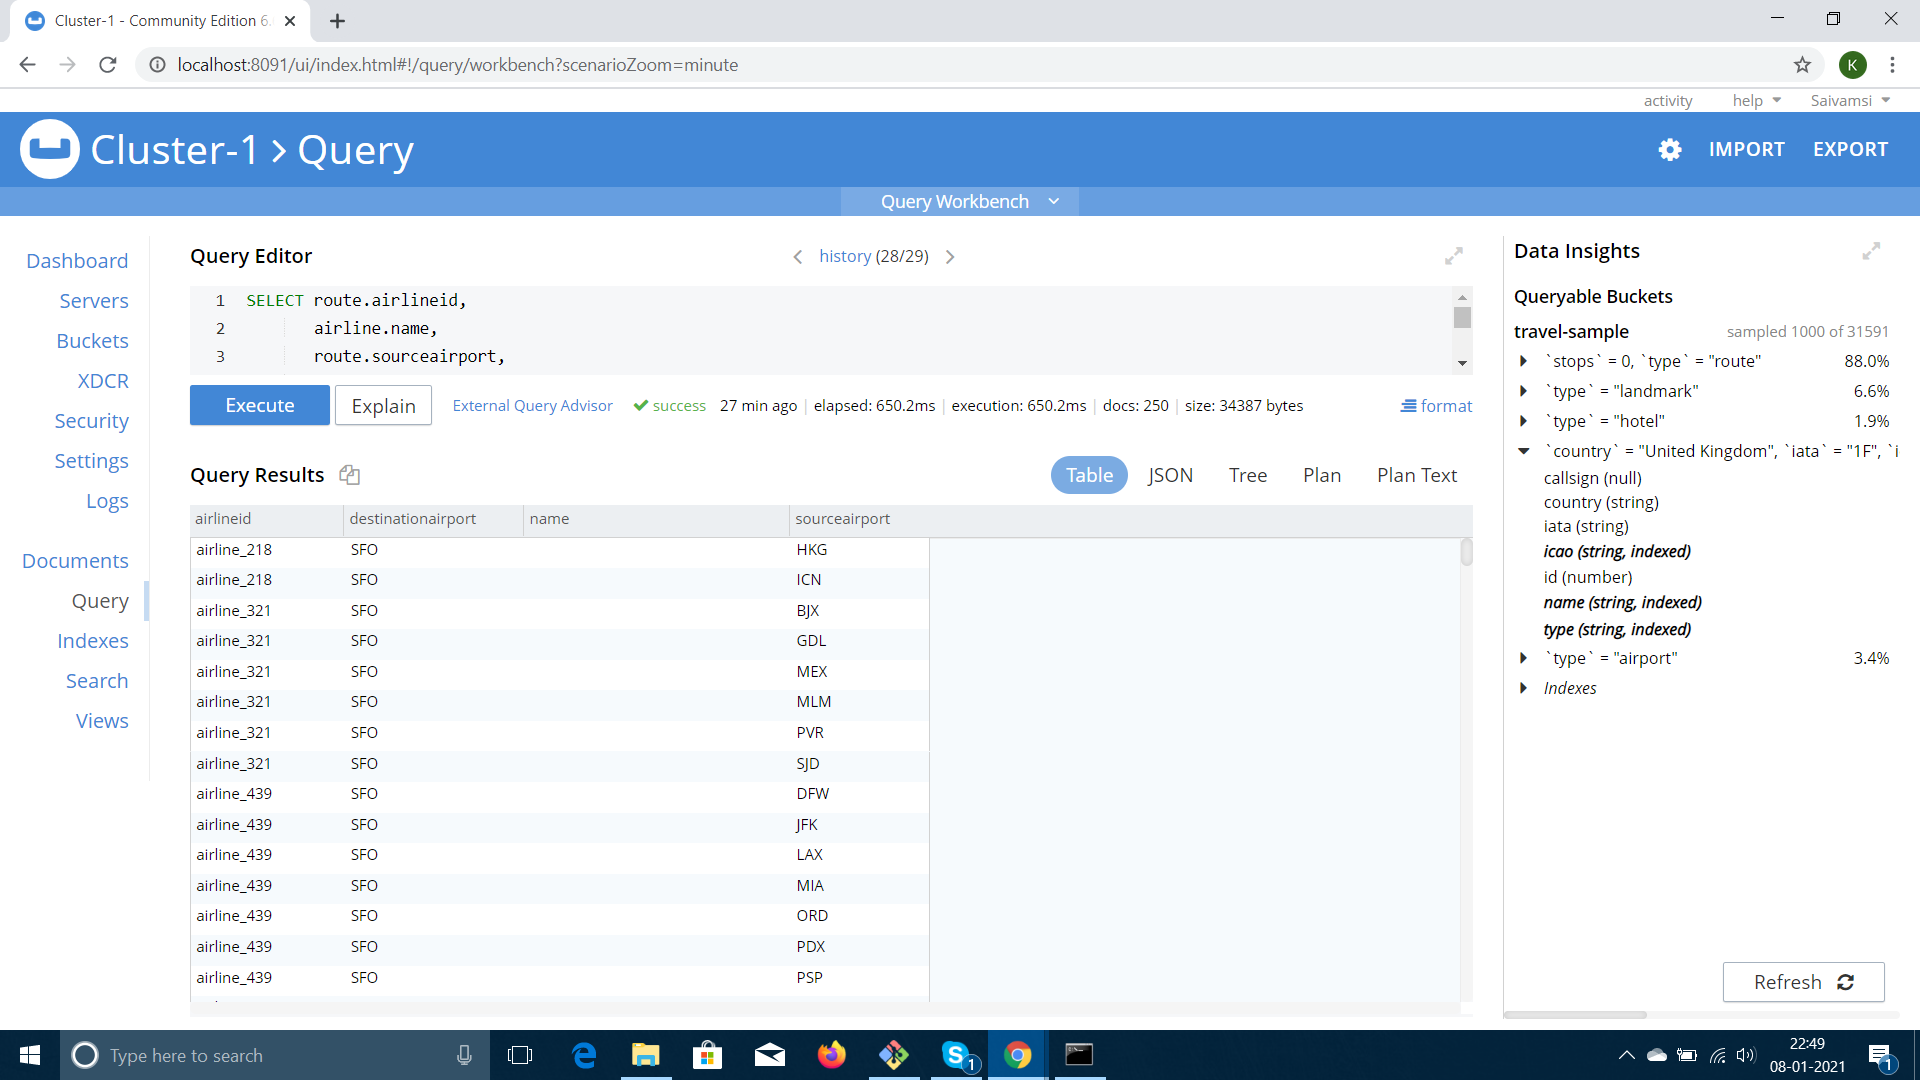 Cluster-1 - Community Edition 6.
localhost:8091/ui/index.html#!/query/workbench?scenarioZoom=minute
K
activity help Saivamsi
Cluster-1 > Query
IMPORT EXPORT
Query Workbench
Dashboard
Servers
Buckets
XDCR
Security
Settings
Logs
Documents
Query
Indexes
Search
Views
Query Editor
history (28/29)
1 SELECT route.airlineid,
2 airline.name,
3 route.sourceairport,
Execute Explain External Query Advisor success 27 min ago | elapsed: 650.2ms | execution: 650.2ms | docs: 250 | size: 34387 bytes format
Query Results
Table JSON Tree Plan Plan Text
airlineid destinationairport name sourceairport
airline_218 SFO HKG
airline_218 SFO ICN
airline_321 SFO BJX
airline_321 SFO GDL
airline_321 SFO MEX
airline_321 SFO MLM
airline_321 SFO PVR
airline_321 SFO SJD
airline_439 SFO DFW
airline_439 SFO JFK
airline_439 SFO LAX
airline_439 SFO MIA
airline_439 SFO ORD
airline_439 SFO PDX
airline_439 SFO PSP
Data Insights
Queryable Buckets
travel-sample sampled 1000 of 31591
`stops` = 0, `type` = "route" 88.0%
`type` = "landmark" 6.6%
`type` = "hotel" 1.9%
`country` = "United Kingdom", `iata` = "1F", `i
callsign (null)
country (string)
iata (string)
icao (string, indexed)
id (number)
name (string, indexed)
type (string, indexed)
`type` = "airport" 3.4%
Indexes
Refresh
Type here to search
1
22:49
08-01-2021
1